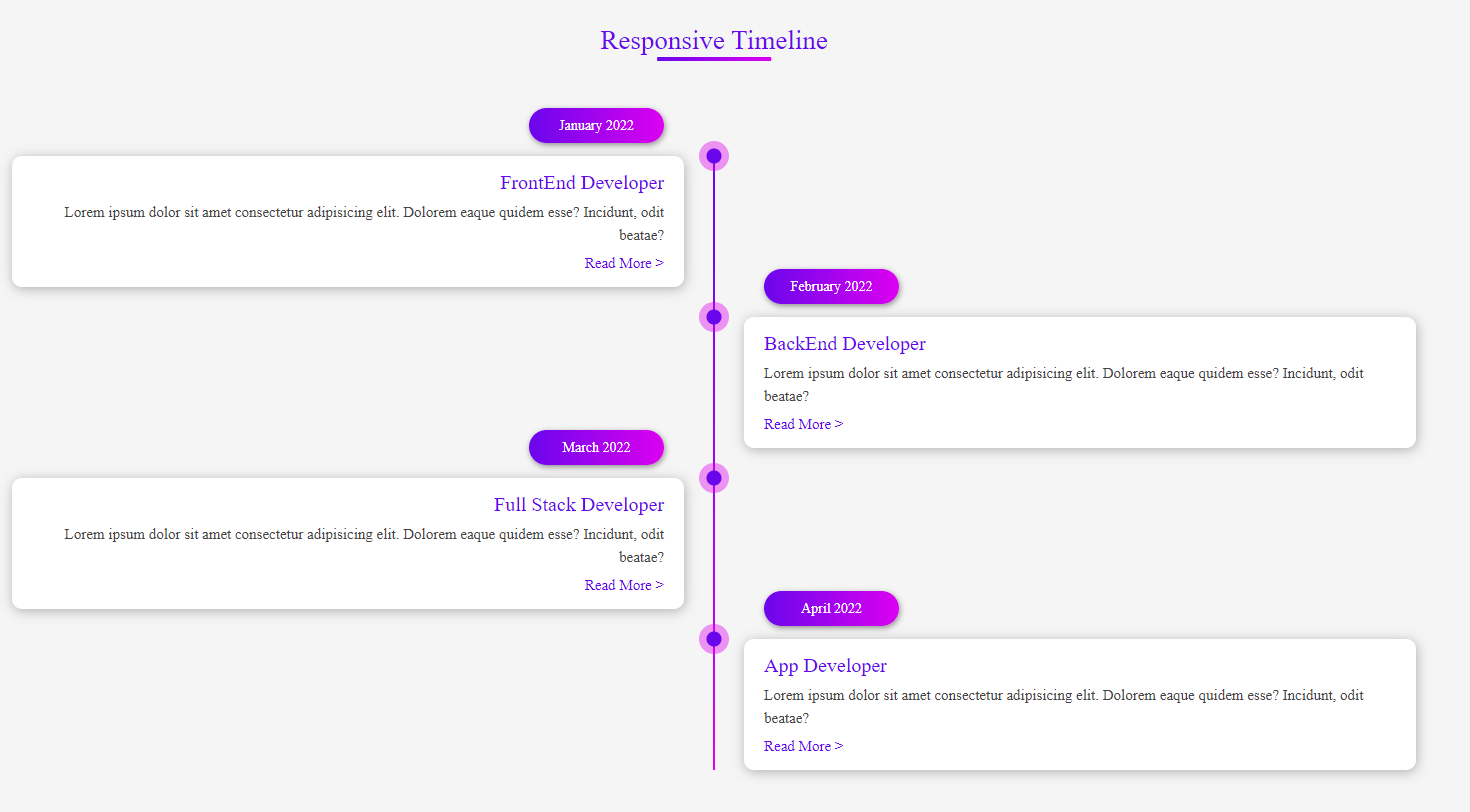 Responsive Timeline
January 2022
FrontEnd Developer
Lorem ipsum dolor sit amet consectetur adipisicing elit. Dolorem eaque quidem esse? Incidunt, odit
beatae?
Read More >
February 2022
BackEnd Developer
Lorem ipsum dolor sit amet consectetur adipisicing elit. Dolorem eaque quidem esse? Incidunt, odit
beatae?
Read More >
March 2022
Full Stack Developer
Lorem ipsum dolor sit amet consectetur adipisicing elit. Dolorem eaque quidem esse? Incidunt, odit
beatae?
Read More >
April 2022
App Developer
Lorem ipsum dolor sit amet consectetur adipisicing elit. Dolorem eaque quidem esse? Incidunt, odit
beatae?
Read More >